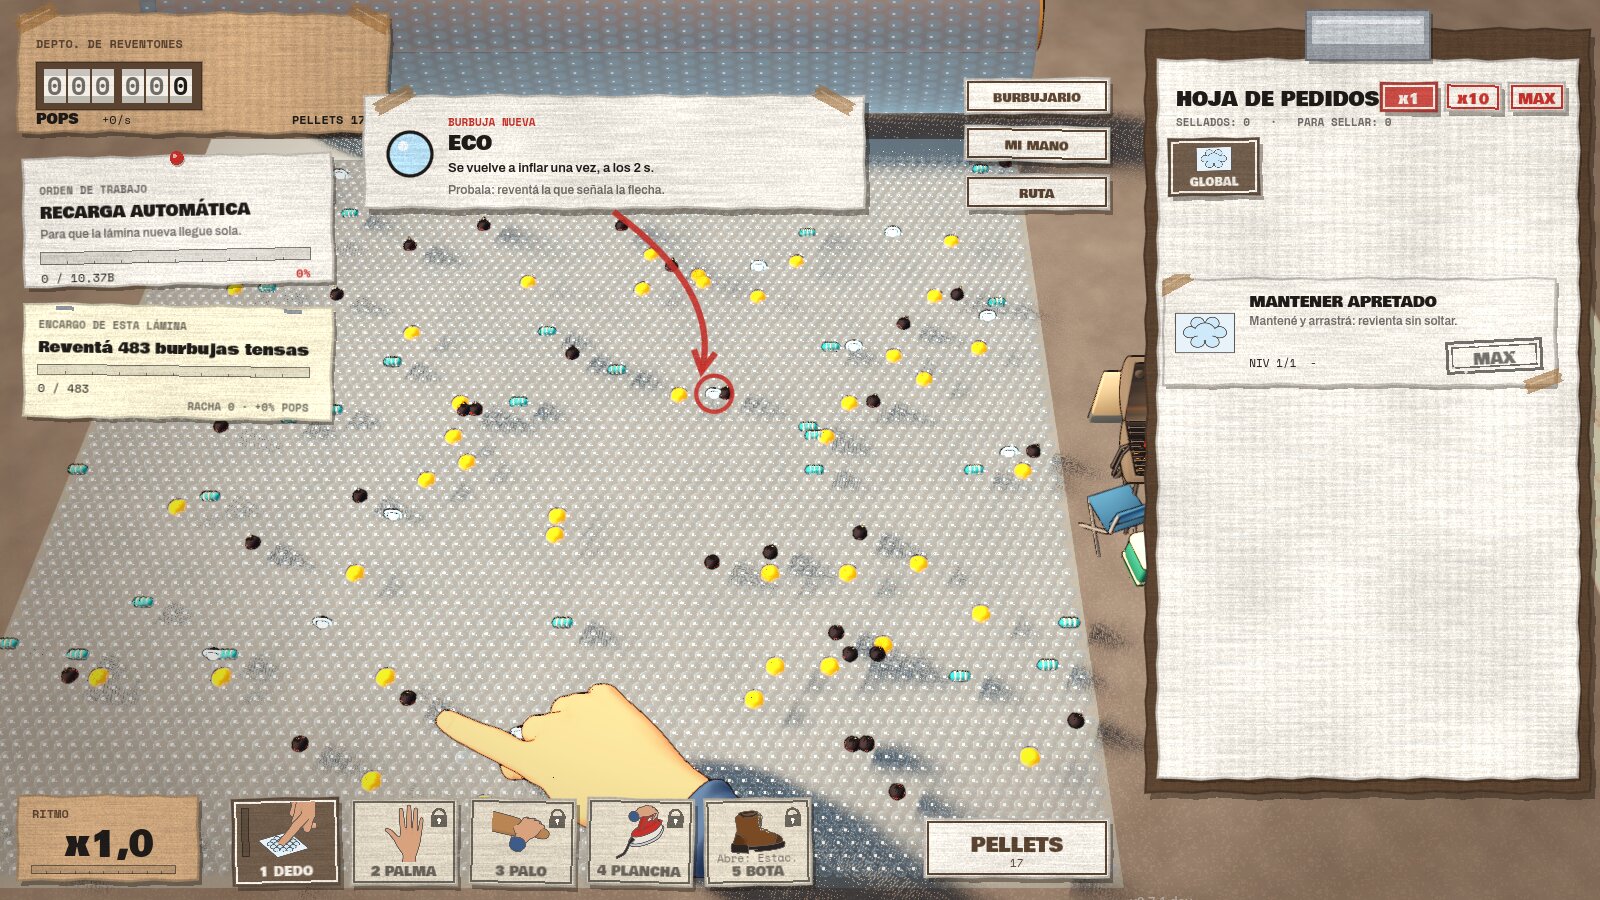 DEPTO. DE REVENTONES
000 000
POPS +0/s PELLETS 17
BURBUJA NUEVA
ECO
Se vuelve a inflar una vez, a los 2 s.
Probala: reventá la que señala la flecha.
ORDEN DE TRABAJO
RECARGA AUTOMÁTICA
Para que la lámina nueva llegue sola.
0 / 10.37B 0%
ENCARGO DE ESTA LÁMINA
Reventá 483 burbujas tensas
0 / 483
RACHA 0 · +0% POPS
BURBUJARIO
MI MANO
RUTA
HOJA DE PEDIDOS x1 x10 MAX
SELLADOS: 0 · PARA SELLAR: 0
GLOBAL
MANTENER APRETADO
Mantené y arrastrá: revienta sin soltar.
NIV 1/1 -
MAX
RITMO
x1,0
1 DEDO
2 PALMA
3 PALO
4 PLANCHA
Abre: Estac.
5 BOTA
PELLETS
17